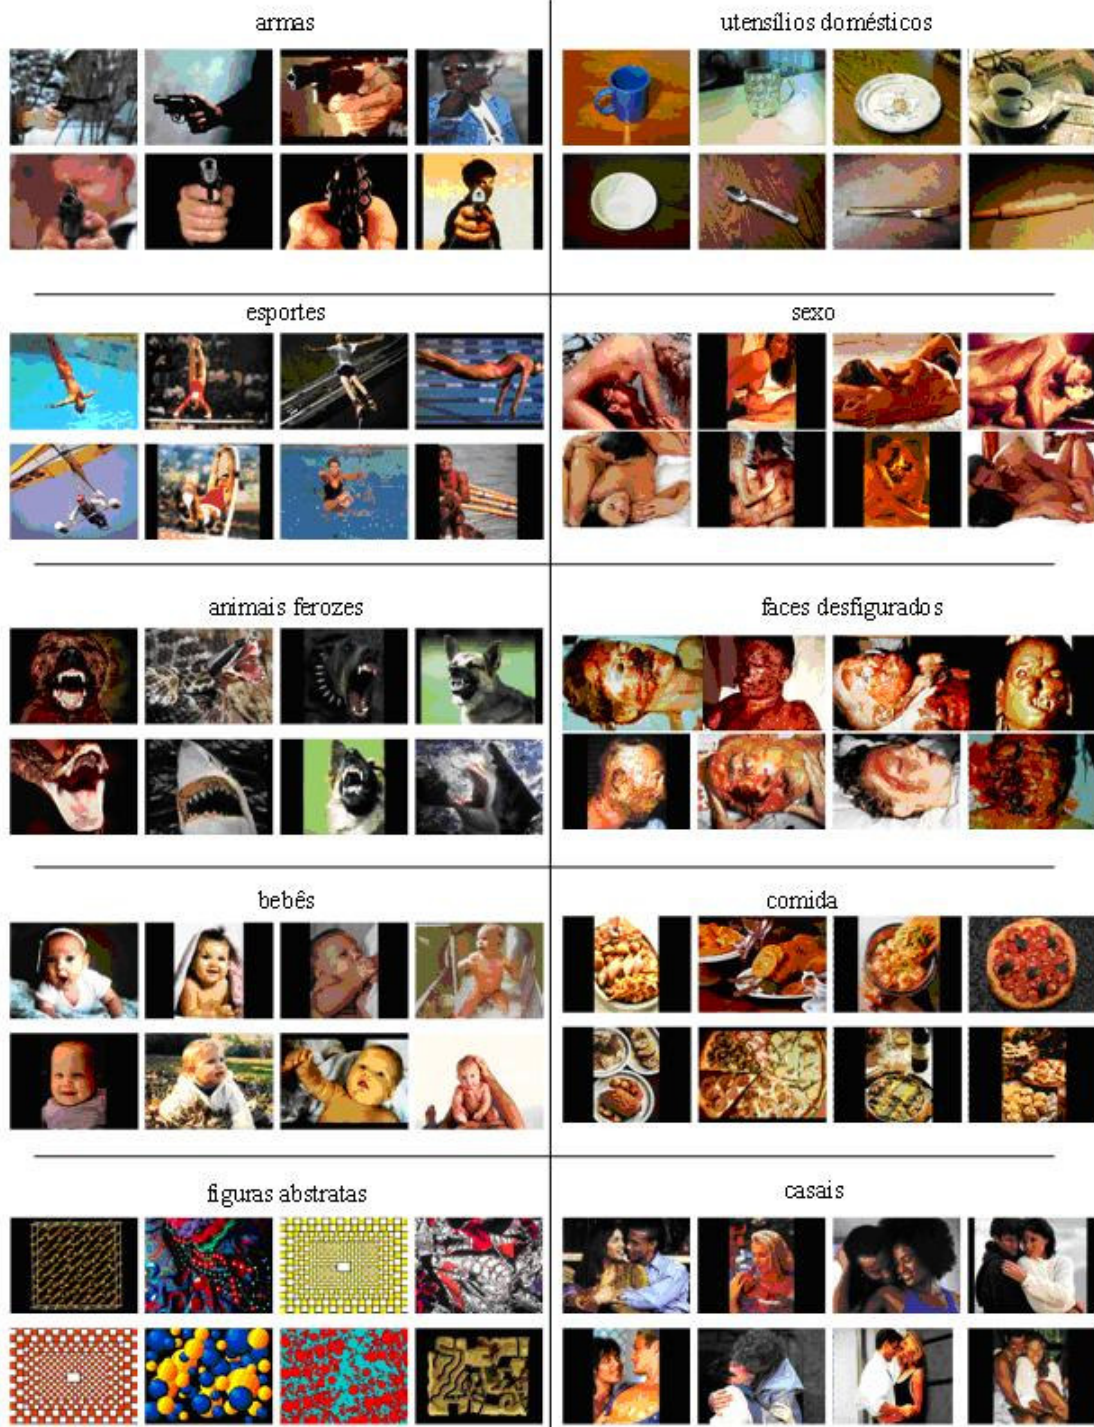 armas
utensílios domésticos
esportes
sexo
animais ferozes
faces desfigurados
bebês
comida
figuras abstratas
casais